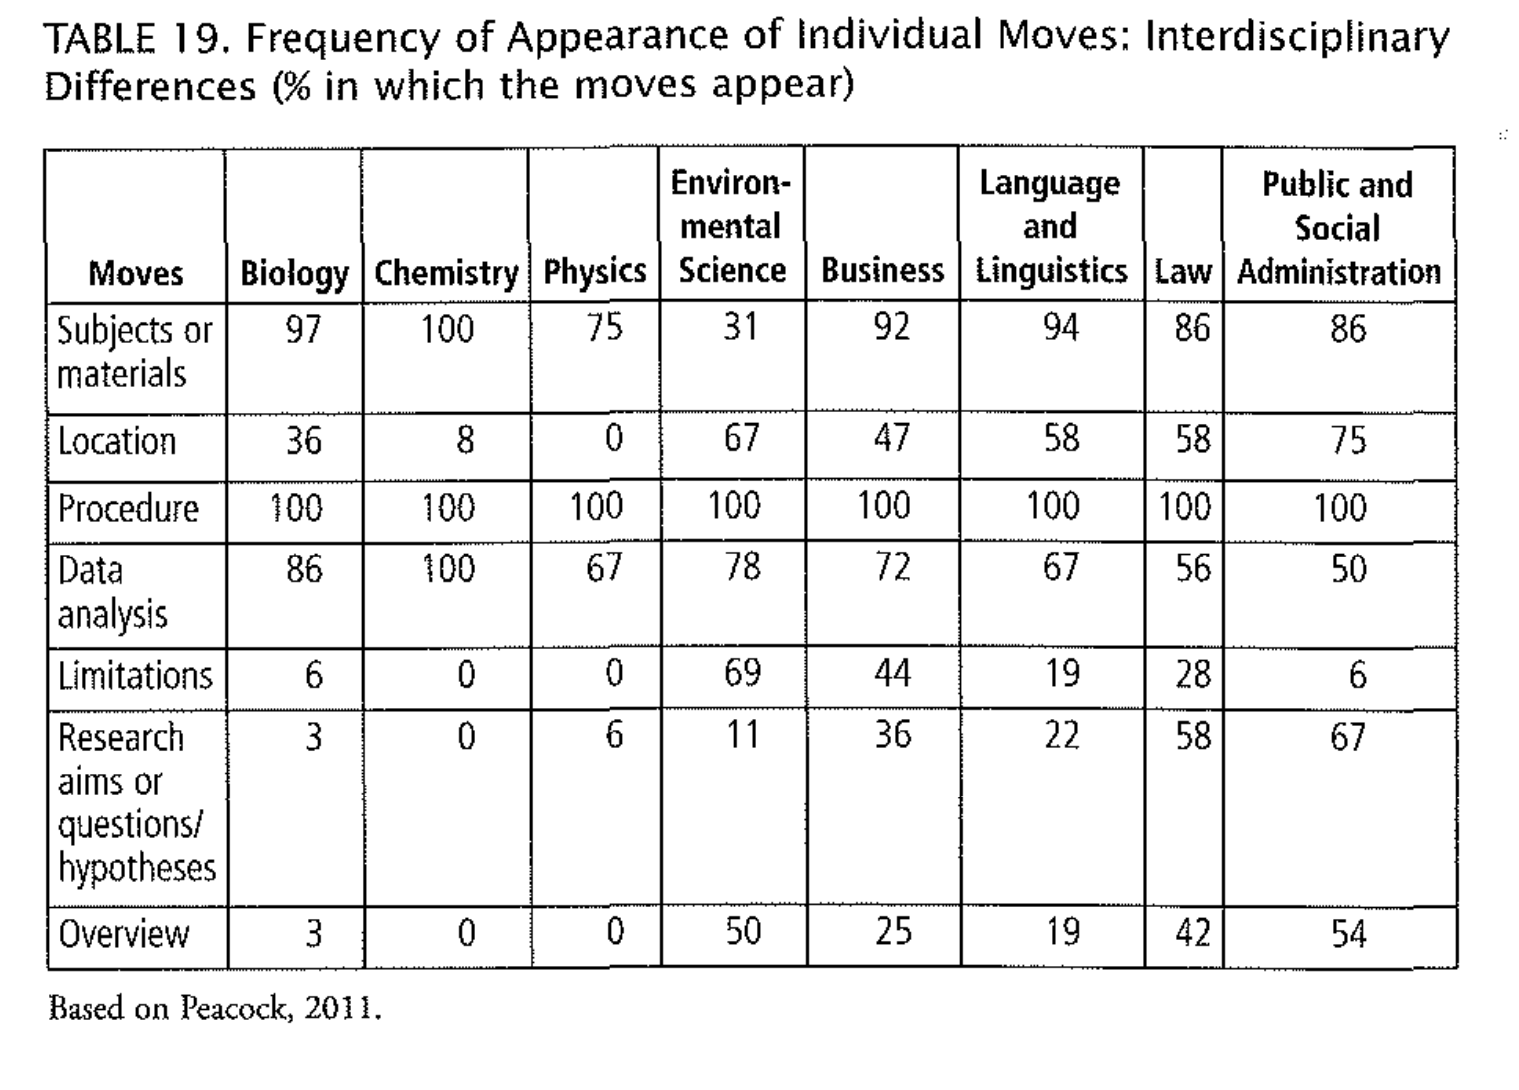 TABLE 19. Frequency of Appearance of Individual Moves: Interdisciplinary
Differences (% in which the moves appear)
Moves Biology Chemistry Physics Environ-mental Science Business Language and Linguistics Law Public and Social Administration
Subjects or materials 97 100 75 31 92 94 86 86
Location 36 8 0 67 47 58 58 75
Procedure 100 100 100 100 100 100 100 100
Data analysis 86 100 67 78 72 67 56 50
Limitations 6 0 0 69 44 19 28 6
Research aims or questions/ hypotheses 3 0 6 11 36 22 58 67
Overview 3 0 0 50 25 19 42 54
Based on Peacock, 2011.